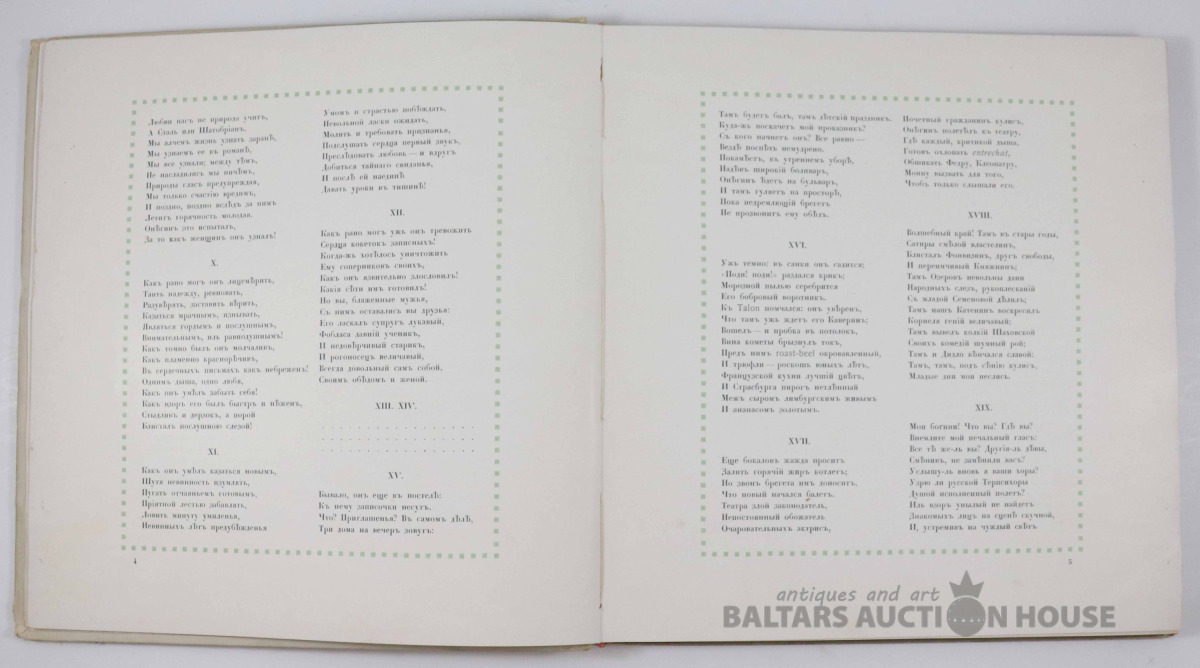 Любви насъ не природа учитъ,
А Сталь или Шатобріанъ.
Мы алчемъ жизнь узнать заранѣ,
Мы узнаемъ ее въ романѣ,
Мы все узнали; между тѣмъ,
Не насладились мы ничѣмъ,
Природы гласъ предупреждая,
Мы только счастію вредимъ,
И поздно, поздно вслѣдъ за нимъ
Летитъ горячность молодая.
Онѣгинъ это испыталъ,
За то какъ женщинъ онъ узналъ!
X.
Какъ рано могъ онъ лицемѣрить,
Таить надежду, ревновать,
Разувѣрять, заставить вѣрить,
Казаться мрачнымъ, изнывать,
Являться гордымъ и послушнымъ,
Внимательнымъ, иль равнодушнымъ!
Какъ томно былъ онъ молчаливъ,
Какъ пламенно краснорѣчивъ,
Въ сердечныхъ письмахъ какъ небреженъ!
Однимъ дыша, одно любя,
Какъ онъ умѣлъ забыть себя!
Какъ взоръ его былъ быстръ и нѣженъ,
Стыдливъ и дерзокъ, а порой
Блисталъ послушною слезой!
XI.
Какъ онъ умѣлъ казаться новымъ,
Шутя невинность изумлять,
Пугать отчаяньемъ готовымъ,
Пріятной лестью забавлять,
Ловить минуту умиленья,
Невинныхъ лѣтъ предубѣжденья
Умомъ и страстью побѣждать,
Невольной ласки ожидать,
Молить и требовать признанья,
Подслушать сердца первый звукъ,
Преслѣдовать любовь — и вдругъ
Добиться тайнаго свиданья,
И послѣ ей наединѣ
Давать уроки въ тишинѣ!
XII.
Какъ рано могъ ужъ онъ тревожить
Сердца кокетокъ записныхъ!
Когда-жъ хотѣлось уничтожить
Ему соперниковъ своихъ,
Какъ онъ язвительно злословилъ!
Какія сѣти имъ готовилъ!
Но вы, блаженные мужья,
Съ нимъ оставались вы друзья:
Его ласкалъ супругъ лукавый,
Фобласа давній ученикъ,
И недовѣрчивый старикъ,
И рогоносецъ величавый,
Всегда довольный самъ собой,
Своимъ обѣдомъ и женой.
XIII. XIV.
. . . . . . . . . . . . . . . .
. . . . . . . . . . . . . . . .
. . . . . . . . . . . . . . . .
XV.
Бывало, онъ еще въ постелѣ:
Къ нему записочки несутъ.
Что? Приглашенья? Въ самомъ дѣлѣ,
Три дома на вечеръ зовутъ:
4
Тамъ будетъ балъ, тамъ дѣтскій праздникъ.
Куда-жъ поскачетъ мой проказникъ?
Съ кого начнетъ онъ? Все равно —
Вездѣ поспѣть немудрено.
Покамѣстъ, въ утреннемъ уборѣ,
Надѣвъ широкій боливаръ,
Онѣгинъ ѣдетъ на бульваръ,
И тамъ гуляетъ на просторѣ,
Пока недремлющій брегетъ
Не прозвонитъ ему обѣдъ.
XVI.
Ужъ темно: въ санки онъ садится;
«Поди! поди!» раздался крикъ;
Морозной пылью серебрится
Его бобровый воротникъ.
Къ Talon помчался: онъ увѣренъ,
Что тамъ ужъ ждетъ его Каверинъ;
Вошелъ — и пробка въ потолокъ,
Вина кометы брызнулъ токъ,
Предъ нимъ roast-beef окровавленный,
И трюфли — роскошь юныхъ лѣтъ,
Французской кухни лучшій цвѣтъ,
И Страсбурга пирогъ нетлѣнный
Межъ сыромъ лимбургскимъ живымъ
И ананасомъ золотымъ.
XVII.
Еще бокаловъ жажда проситъ
Залить горячій жиръ котлетъ;
Но звонъ брегета имъ доноситъ,
Что новый начался балетъ.
Театра злой законодатель,
Непостоянный обожатель
Очаровательныхъ актрисъ,
Почетный гражданинъ кулисъ,
Онѣгинъ полетѣлъ къ театру,
Гдѣ каждый, критикой дыша,
Готовъ охлопать entrechat,
Обшикать Федру, Клеопатру,
Моину вызвать для того,
Чтобъ только слышали его.
XVIII.
Волшебный край! Тамъ въ стары годы,
Сатиры смѣлой властелинъ,
Блисталъ Фонвизинъ, другъ свободы,
И переимчивый Княжнинъ;
Тамъ Озеровъ невольны дани
Народныхъ слезъ, рукоплесканій
Съ младой Семеновой дѣлилъ;
Тамъ нашъ Катенинъ воскресилъ
Корнеля геній величавый;
Тамъ вывелъ колкій Шаховской
Своихъ комедій шумный рой;
Тамъ и Дидло вѣнчался славой:
Тамъ, тамъ, подъ сѣнію кулисъ,
Младые дни мои неслись.
XIX.
Мои богини! Что вы? Гдѣ вы?
Внемлите мой печальный гласъ:
Все тѣ же-ль вы? Другія-ль дѣвы,
Смѣнивъ, не замѣнили васъ?
Услышу-ль вновь я ваши хоры?
Узрю ли русской Терпсихоры
Душой исполненный полетъ?
Иль взоръ унылый не найдетъ
Знакомыхъ лицъ на сценѣ скучной,
И, устремивъ на чуждый свѣтъ
5
antiques and art
BALTARS AUCTION HOUSE